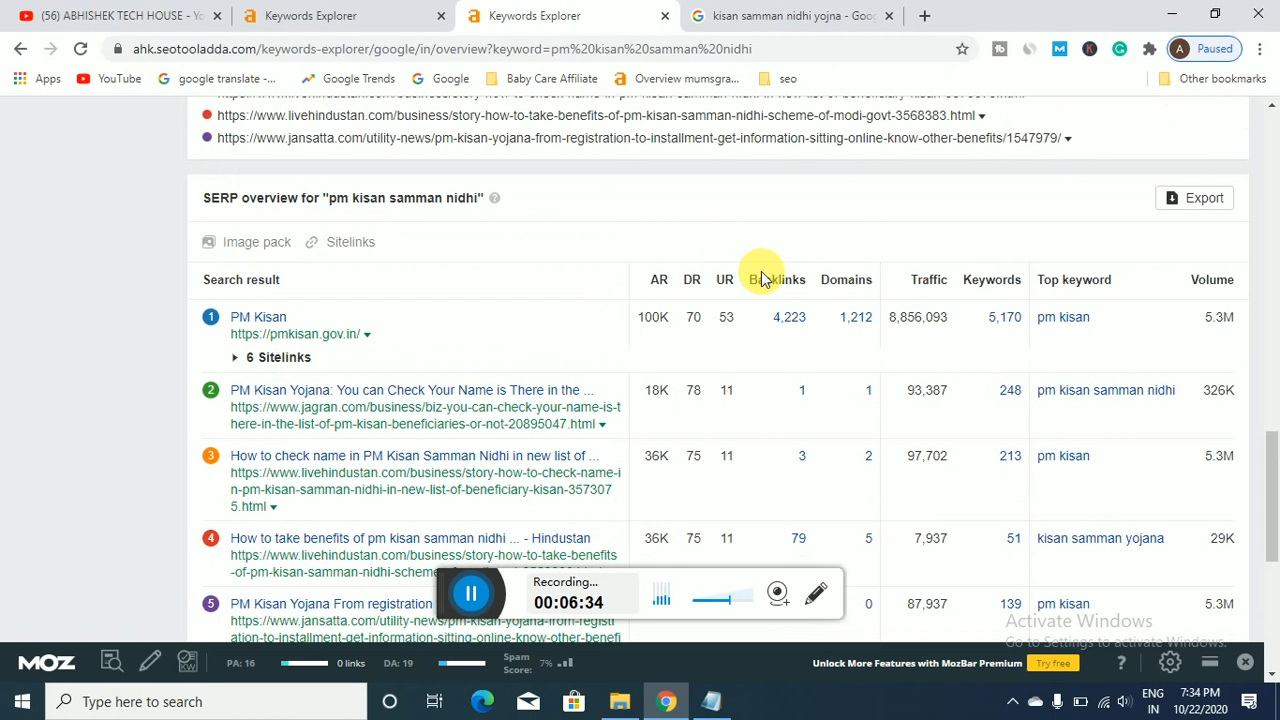 (56) ABHISHEK TECH HOUSE - Yo
Keywords Explorer
Keywords Explorer
kisan samman nidhi yojna - Goog
ahk.seotooladda.com/keywords-explorer/google/in/overview?keyword=pm%20kisan%20samman%20nidhi
A Paused
Apps
YouTube
google translate -...
Google Trends
Google
Baby Care Affiliate
Overview mumsgra...
seo
Other bookmarks
https://www.livehindustan.com/business/story-how-to-take-benefits-of-pm-kisan-samman-nidhi-scheme-of-modi-govt-3568383.html
https://www.jansatta.com/utility-news/pm-kisan-yojana-from-registration-to-installment-get-information-sitting-online-know-other-benefits/1547979/
SERP overview for "pm kisan samman nidhi" ?
Export
Image pack
Sitelinks
Search result AR DR UR Backlinks Domains Traffic Keywords Top keyword Volume
1 PM Kisan 100K 70 53 4,223 1,212 8,856,093 5,170 pm kisan 5.3M
https://pmkisan.gov.in/
6 Sitelinks
2 PM Kisan Yojana: You can Check Your Name is There in the ... 18K 78 11 1 1 93,387 248 pm kisan samman nidhi 326K
https://www.jagran.com/business/biz-you-can-check-your-name-is-t
here-in-the-list-of-pm-kisan-beneficiaries-or-not-20895047.html
3 How to check name in PM Kisan Samman Nidhi in new list of ... 36K 75 11 3 2 97,702 213 pm kisan 5.3M
https://www.livehindustan.com/business/story-how-to-check-name-i
n-pm-kisan-samman-nidhi-in-new-list-of-beneficiary-kisan-357307
5.html
4 How to take benefits of pm kisan samman nidhi ... - Hindustan 36K 75 11 79 5 7,937 51 kisan samman yojana 29K
https://www.livehindustan.com/business/story-how-to-take-benefits
-of-pm-kisan-samman-nidhi-schem
5 PM Kisan Yojana From registration 0 87,937 139 pm kisan 5.3M
https://www.jansatta.com/utility-news/pm-kisan-yojana-from-registr
ation-to-installment-get-information-sitting-online-know-other-benefi
Recording...
00:06:34
Activate Windows
Go to Settings to activate Windows.
MOZ
PA: 16
0 links
DA: 19
Spam
Score:
7%
Unlock More Features with MozBar Premium
Try free
?
Type here to search
ENG
IN
7:34 PM
10/22/2020